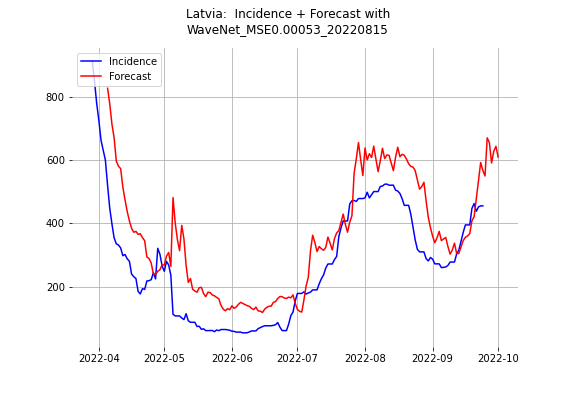 Latvia:  Incidence + Forecast with
WaveNet_MSE0.00053_20220815
Incidence
Forecast
800
600
400
200
2022-04 2022-05 2022-06 2022-07 2022-08 2022-09 2022-10